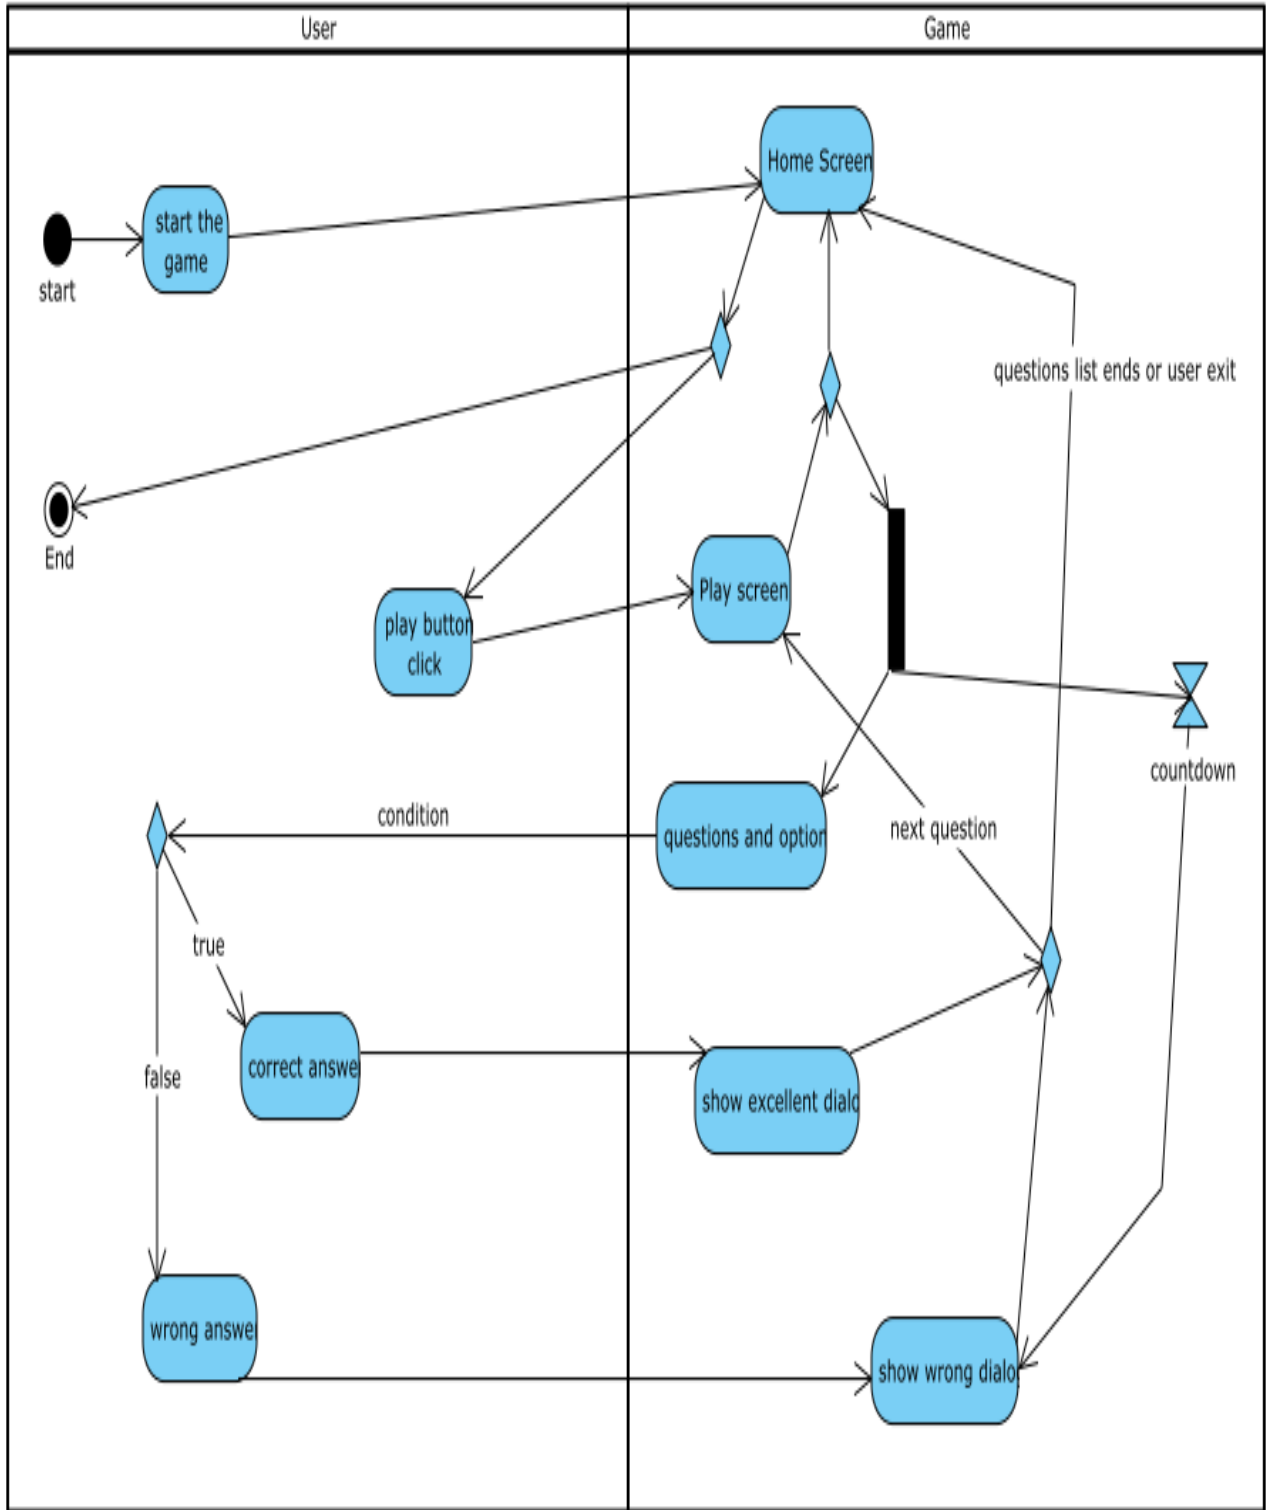 User
Game
Home Screen
start the
game
start
questions list ends or user exit
End
Play screen
play button
click
countdown
condition
questions and option
next question
true
correct answe
false
show excellent dialo
wrong answe
show wrong dialo